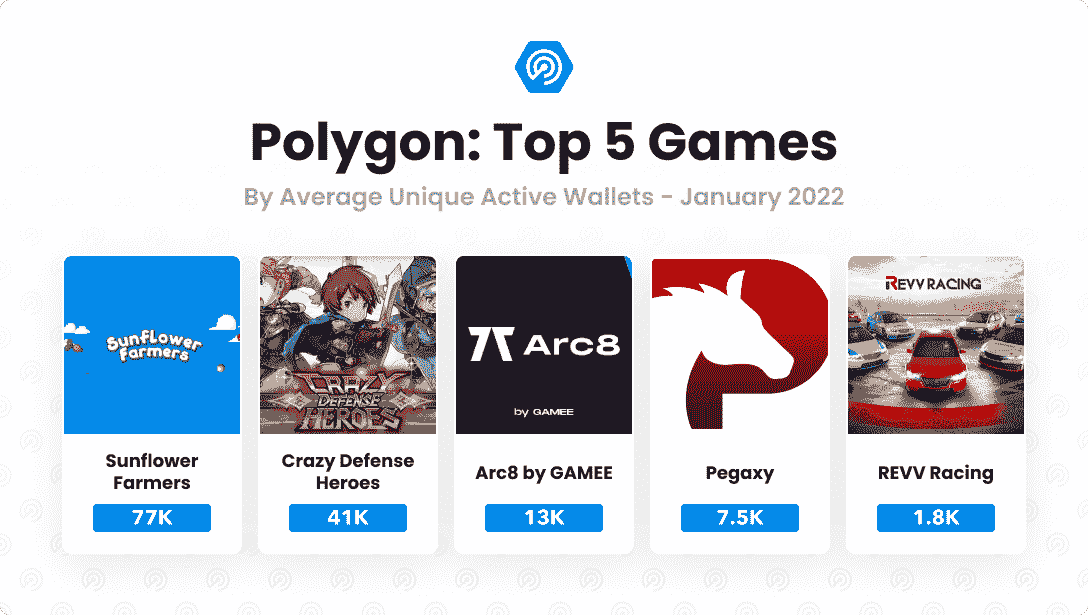 Polygon: Top 5 Games
By Average Unique Active Wallets - January 2022
Sunflower
Farmers
CRAZY
DEFENSE
HEROES
Arc8
by GAMEE
REVV RACING
Sunflower
Farmers
77K
Crazy Defense
Heroes
41K
Arc8 by GAMEE
13K
Pegaxy
7.5K
REVV Racing
1.8K